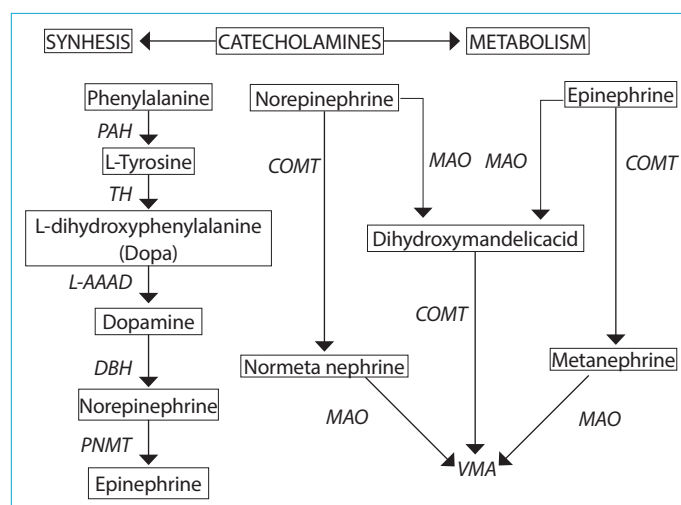 SYNHESIS CATECHOLAMINES METABOLISM
Phenylalanine
PAH
L-Tyrosine
TH
L-dihydroxyphenylalanine
(Dopa)
L-AAAD
Dopamine
DBH
Norepinephrine
PNMT
Epinephrine
Norepinephrine Epinephrine
COMT MAO MAO COMT
Dihydroxymandelicacid
COMT
Normeta nephrine Metanephrine
MAO MAO
VMA